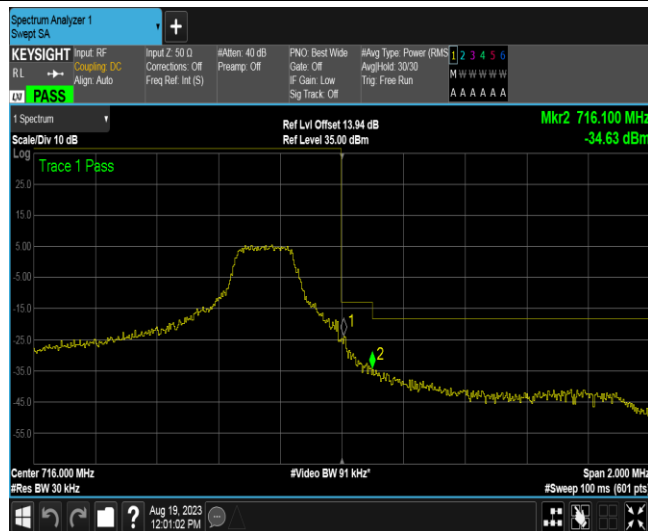 Spectrum Analyzer 1
Swept SA
+
KEYSIGHT
RL
LXI PASS
Input: RF
Coupling: DC
Align: Auto
Input Z: 50 Ω
Corrections: Off
Freq Ref: Int (S)
#Atten: 40 dB
Preamp: Off
PNO: Best Wide
Gate: Off
IF Gain: Low
Sig Track: Off
#Avg Type: Power (RMS
Avg|Hold: 30/30
Trig: Free Run
1 2 3 4 5 6
M W W W W W
A A A A A A
1 Spectrum
Scale/Div 10 dB
Ref Lvl Offset 13.94 dB
Ref Level 35.00 dBm
Mkr2 716.100 MHz
-34.63 dBm
Log
Trace 1 Pass
25.0
15.0
5.00
-5.00
-15.0
-25.0
-35.0
-45.0
-55.0
1
2
Center 716.000 MHz
#Res BW 30 kHz
#Video BW 91 kHz*
Span 2.000 MHz
#Sweep 100 ms (601 pts)
?
Aug 19, 2023
12:01:02 PM